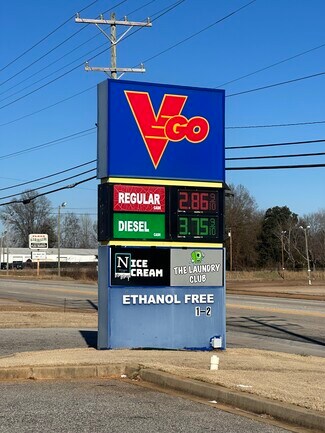 VGO
REGULAR 2.86
DIESEL 3.75
NICE CREAM
THE LAUNDRY CLUB
ETHANOL FREE
1-2